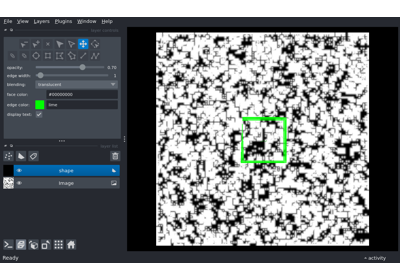 File View Layers Plugins Window Help
layer controls
opacity: 0.70
edge width: 1
blending: translucent
face color: #00000000
edge color: lime
display text: ✓
layer list
shape
image
Ready
activity